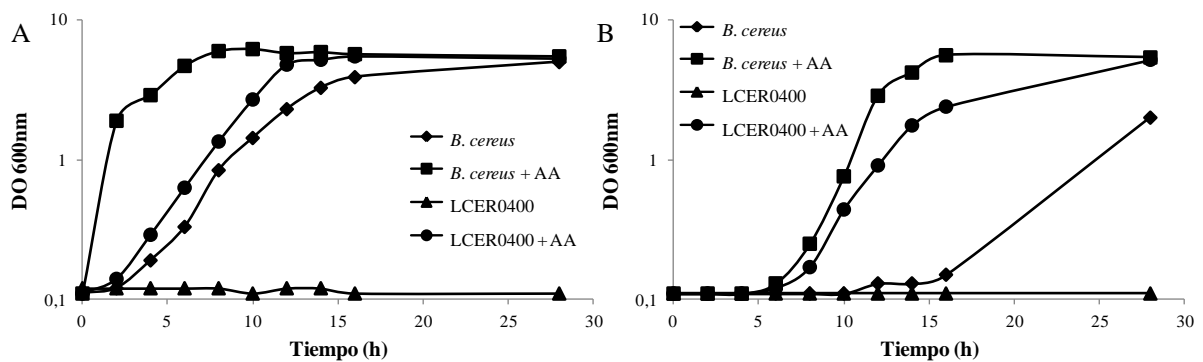 A
10
1
0,1
DO 600nm
0
5
10
15
20
25
30
Tiempo (h)
B. cereus
B. cereus + AA
LCER0400
LCER0400 + AA
B
10
1
0,1
DO 600nm
0
5
10
15
20
25
30
Tiempo (h)
B. cereus
B. cereus + AA
LCER0400
LCER0400 + AA